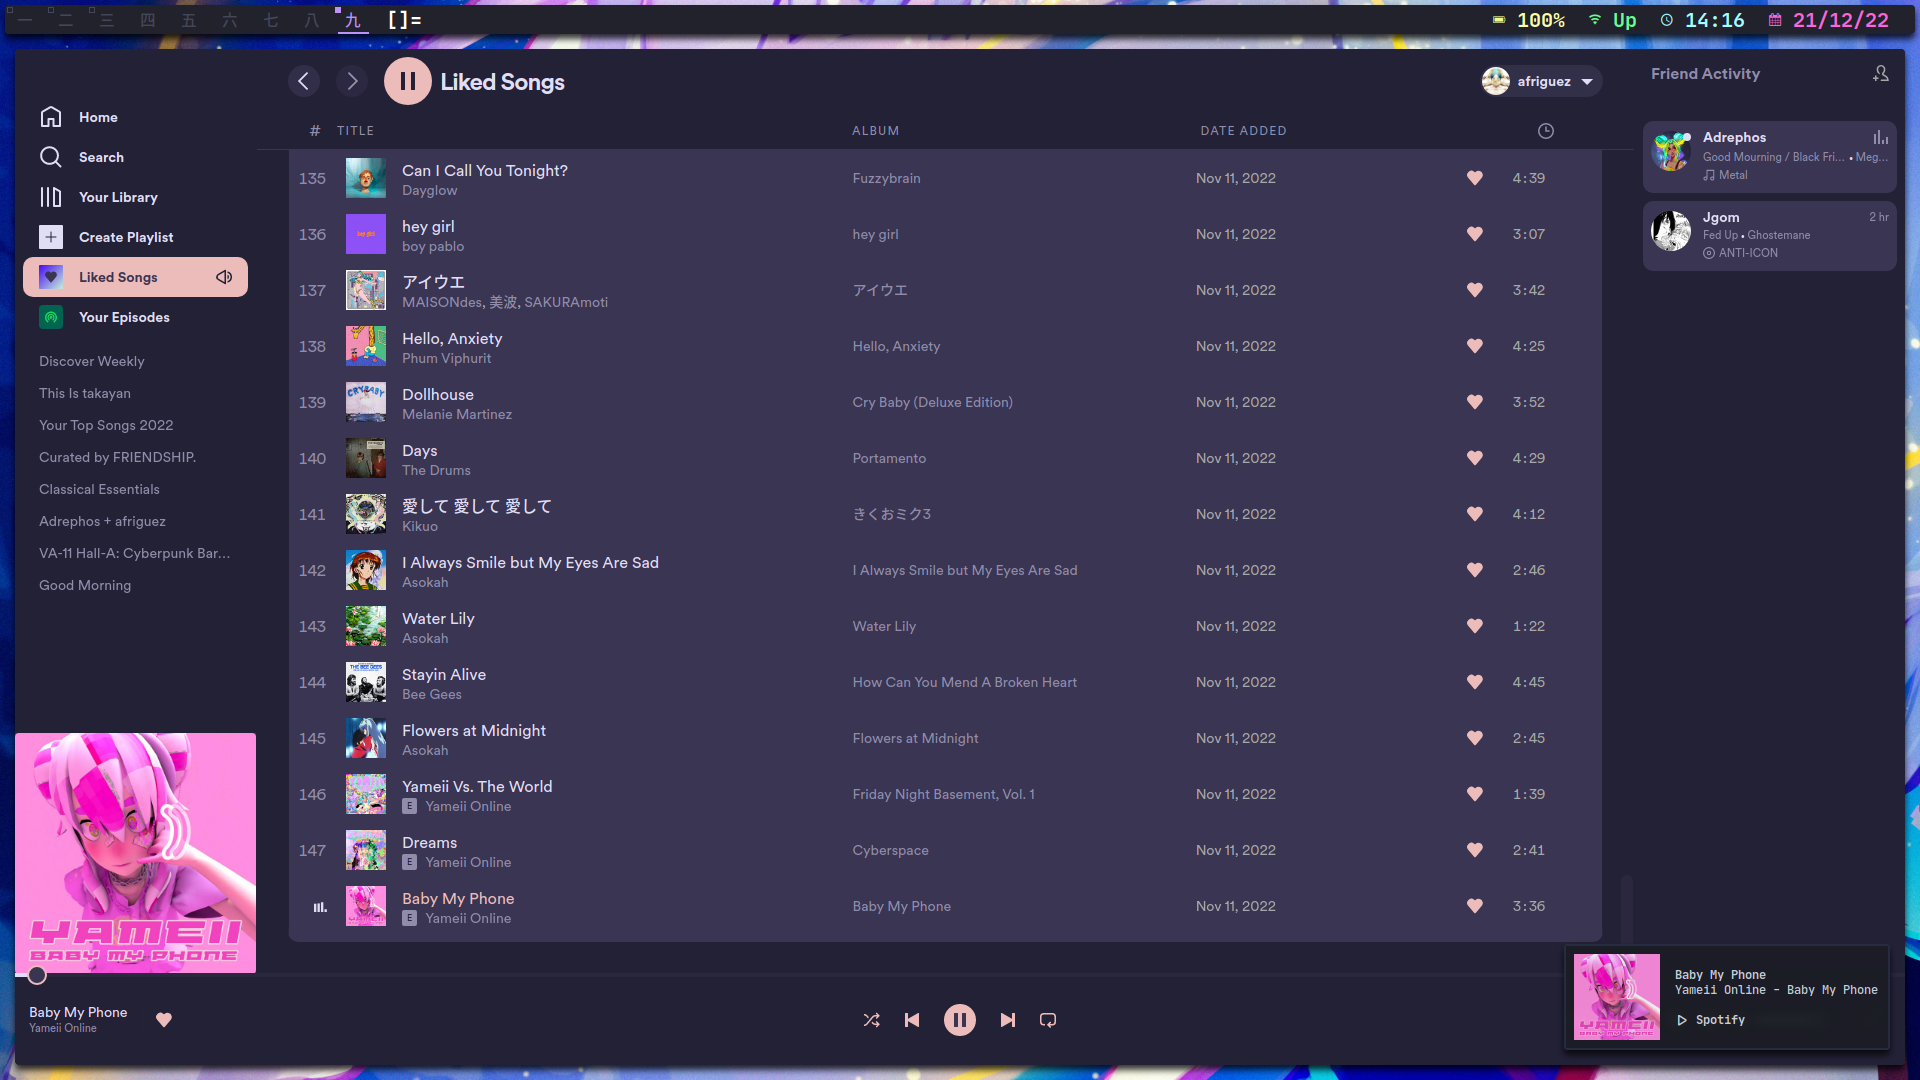 一 二 三 四 五 六 七 八 九 []=
100% Up 14:16 21/12/22
Home
Search
Your Library
Create Playlist
Liked Songs
Your Episodes
Discover Weekly
This Is takayan
Your Top Songs 2022
Curated by FRIENDSHIP.
Classical Essentials
Adrephos + afriguez
VA-11 Hall-A: Cyberpunk Bar...
Good Morning
YAMEII
BABY MY PHONE
Baby My Phone
Yameii Online
Liked Songs
afriguez
# TITLE ALBUM DATE ADDED
135 Can I Call You Tonight? Fuzzybrain Nov 11, 2022 4:39
Dayglow
136 hey girl hey girl Nov 11, 2022 3:07
boy pablo
137 アイウエ アイウエ Nov 11, 2022 3:42
MAISONdes, 美波, SAKURAmoti
138 Hello, Anxiety Hello, Anxiety Nov 11, 2022 4:25
Phum Viphurit
139 Dollhouse Cry Baby (Deluxe Edition) Nov 11, 2022 3:52
Melanie Martinez
140 Days Portamento Nov 11, 2022 4:29
The Drums
141 愛して 愛して 愛して きくおミク3 Nov 11, 2022 4:12
Kikuo
142 I Always Smile but My Eyes Are Sad I Always Smile but My Eyes Are Sad Nov 11, 2022 2:46
Asokah
143 Water Lily Water Lily Nov 11, 2022 1:22
Asokah
144 Stayin Alive How Can You Mend A Broken Heart Nov 11, 2022 4:45
Bee Gees
145 Flowers at Midnight Flowers at Midnight Nov 11, 2022 2:45
Asokah
146 Yameii Vs. The World Friday Night Basement, Vol. 1 Nov 11, 2022 1:39
E Yameii Online
147 Dreams Cyberspace Nov 11, 2022 2:41
E Yameii Online
Baby My Phone Baby My Phone Nov 11, 2022 3:36
E Yameii Online
Friend Activity
Adrephos
Good Mourning / Black Fri... • Meg...
Metal
Jgom 2 hr
Fed Up • Ghostemane
ANTI-ICON
YAMEII
BABY MY PHONE
Baby My Phone
Yameii Online - Baby My Phone
Spotify